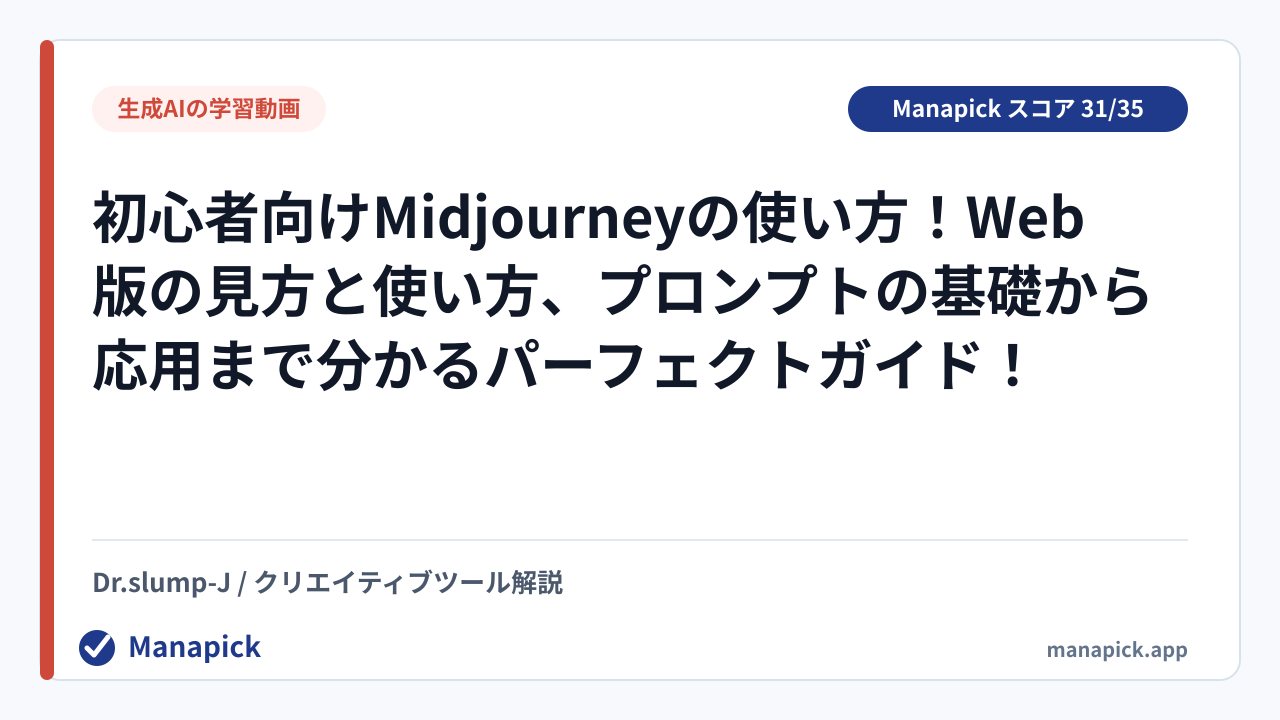 生成AIの学習動画
Manapick スコア 31/35
初心者向けMidjourneyの使い方！Web
版の見方と使い方、プロンプトの基礎から
応用まで分かるパーフェクトガイド！
Dr.slump-J / クリエイティブツール解説
Manapick
manapick.app